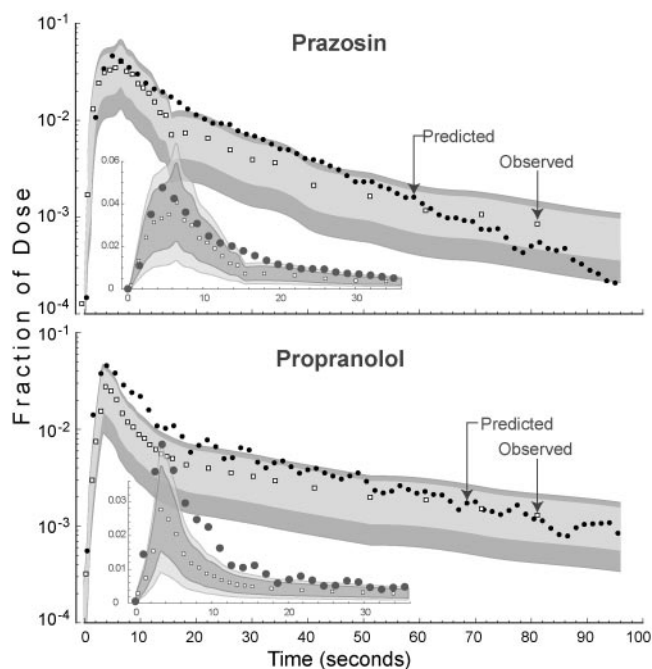 10-1
Prazosin
10-2
Predicted
Observed
0.06
0.04
10-3
0.02
0
0 10 20 30
10-4
Fraction of Dose
10-1
Propranolol
10-2
Predicted
Observed
0.03
0.02
10-3
0.01
0
0 10 20 30
10-4
0 10 20 30 40 50 60 70 80 90 100
Time (seconds)